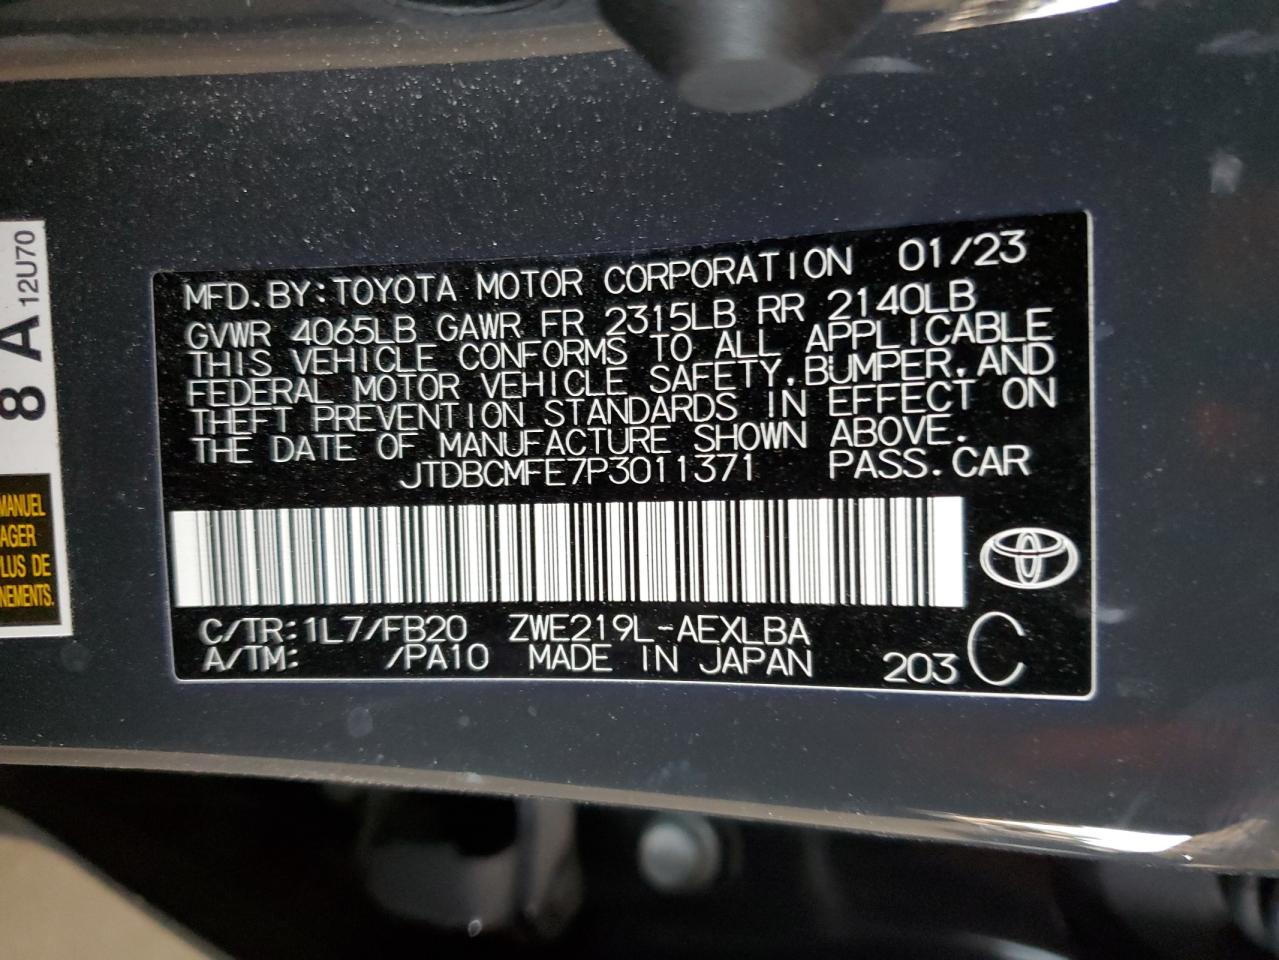 MFD.BY:TOYOTA MOTOR CORPORATION 01/23
GVWR 4065LB GAWR FR 2315LB RR 2140LB
THIS VEHICLE CONFORMS TO ALL APPLICABLE
FEDERAL MOTOR VEHICLE SAFETY,BUMPER,AND
THEFT PREVENTION STANDARDS IN EFFECT ON
THE DATE OF MANUFACTURE SHOWN ABOVE.
JTDBCMFE7P3011371 PASS.CAR
C/TR:1L7/FB20 ZWE219L-AEXLBA
A/TM: /PA10 MADE IN JAPAN 203 C
8 A 12U70
MANUEL
AGER
LUS DE
NEMENTS.